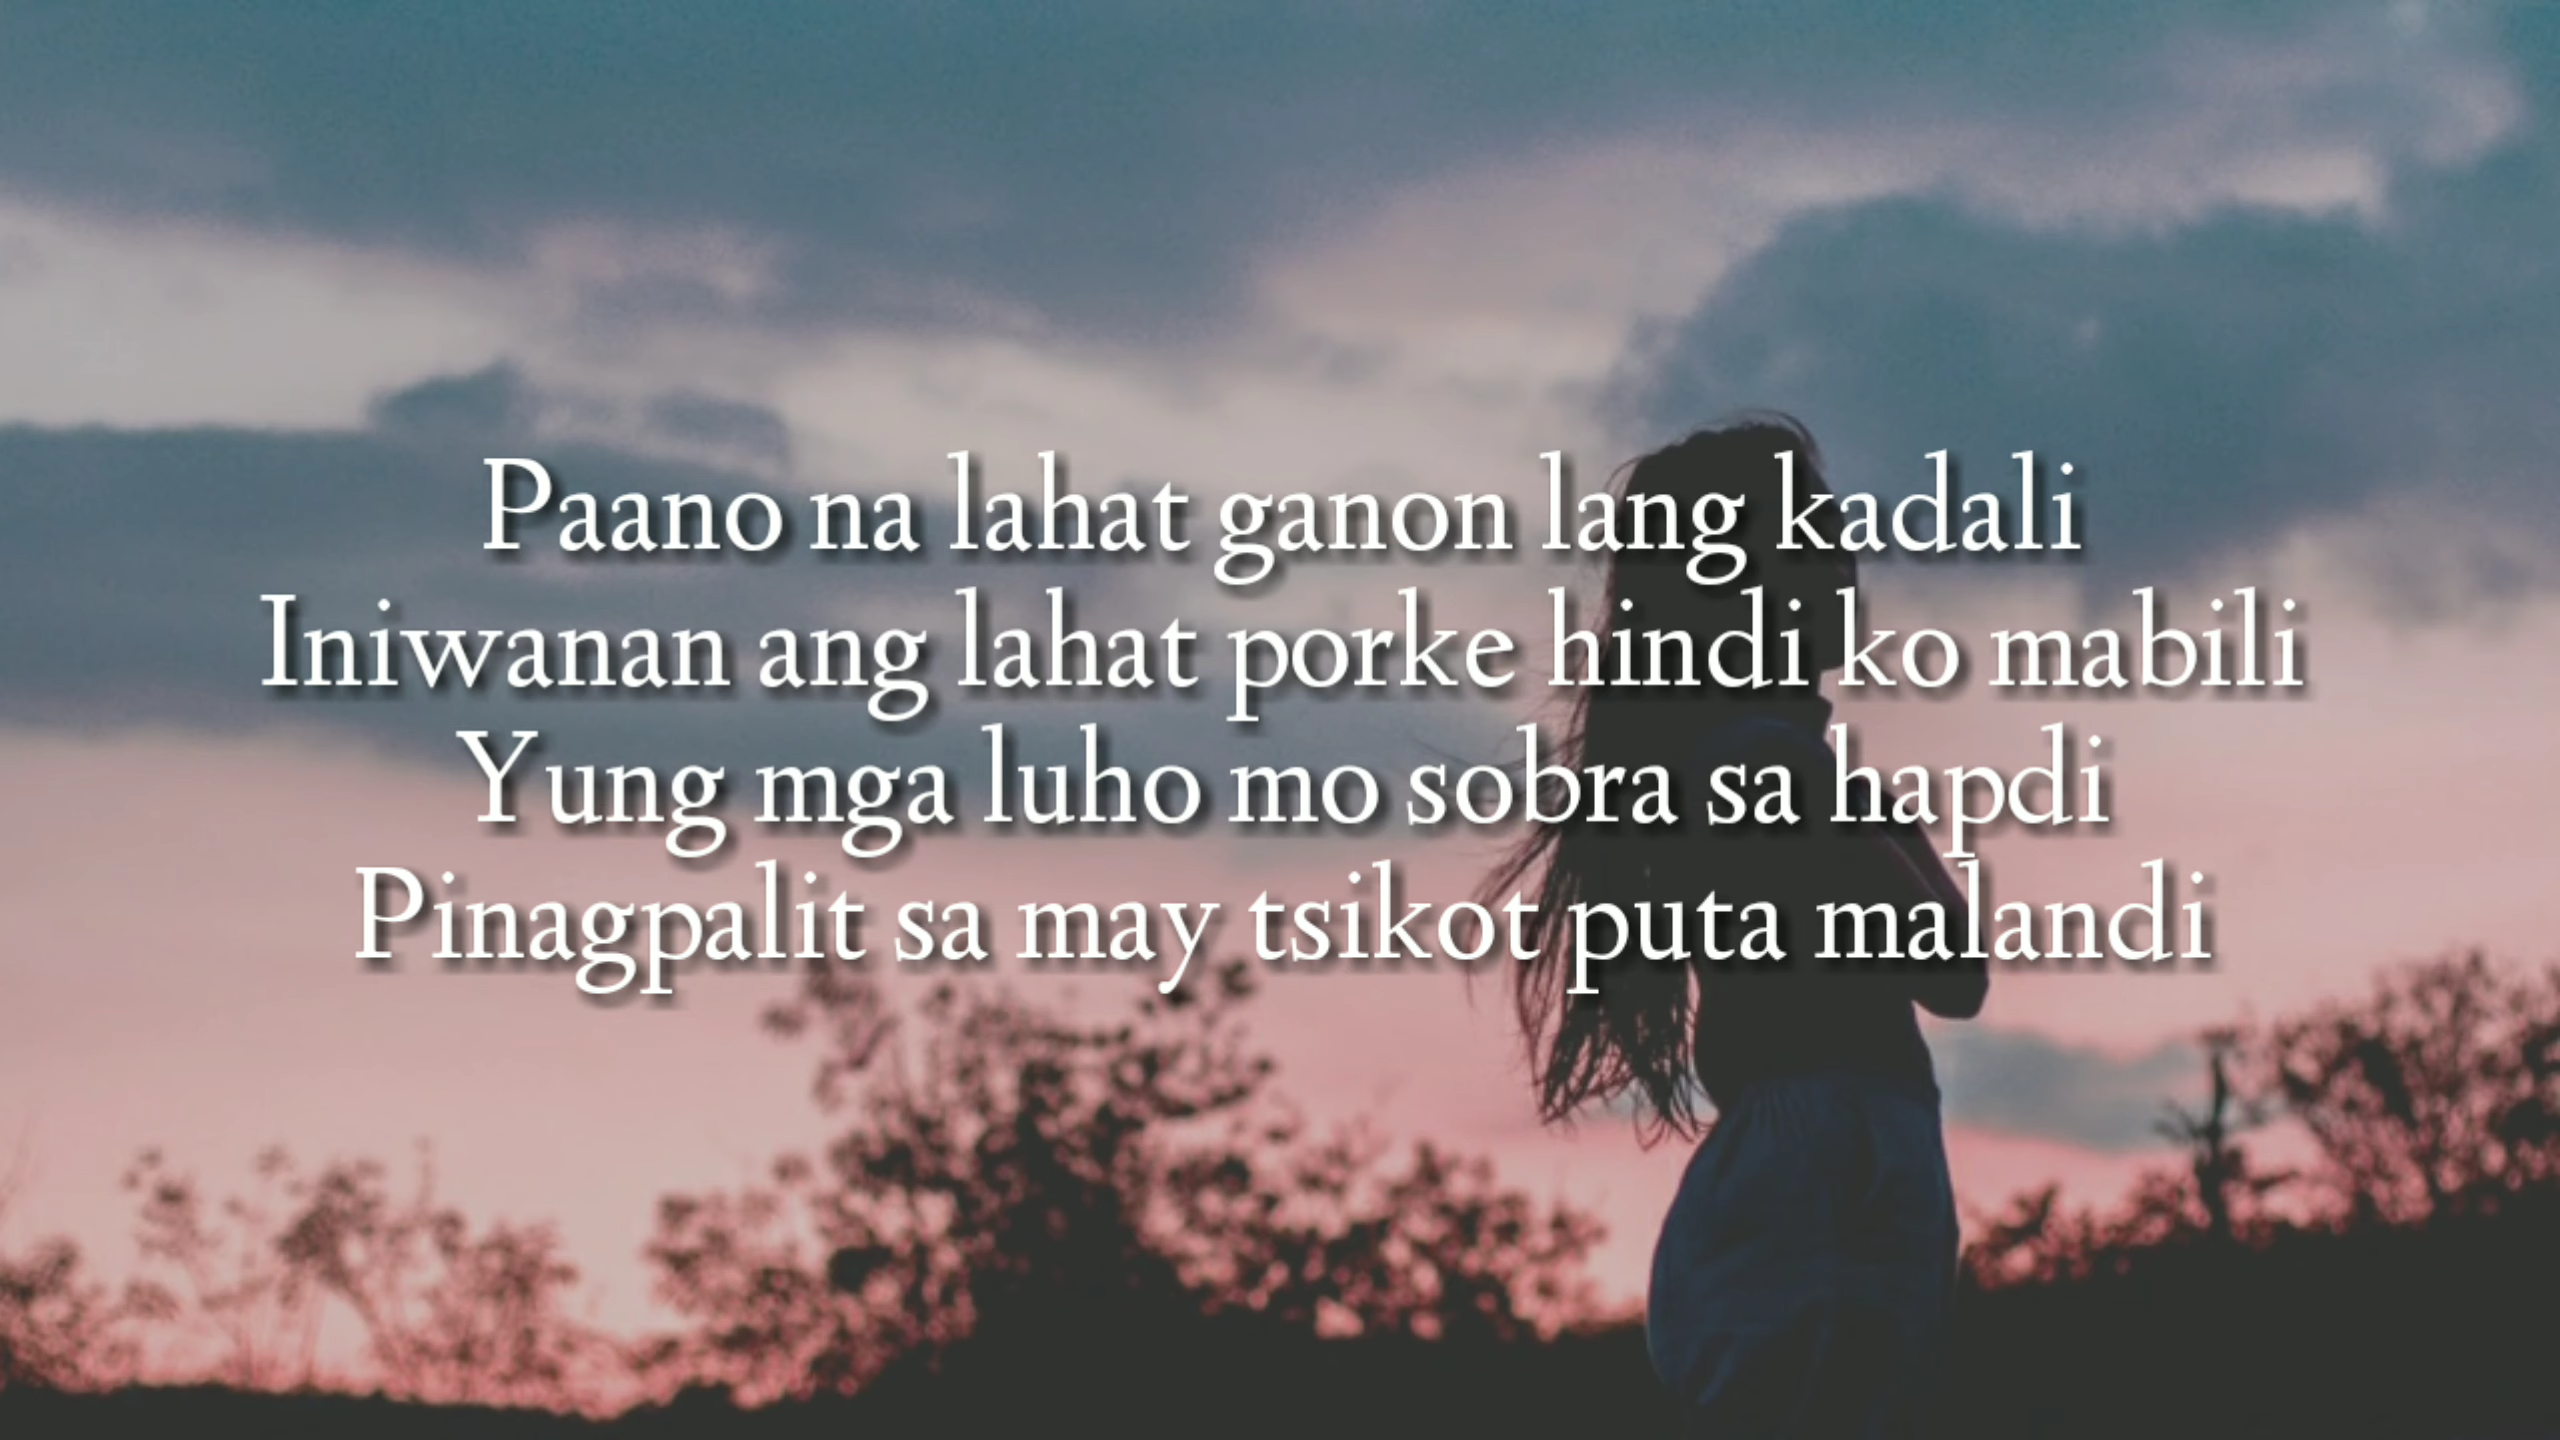 Paano na lahat ganon lang kadali
Iniwanan ang lahat porke hindi ko mabili
Yung mga luho mo sobra sa hapdi
Pinagpalit sa may tsikot puta malandi